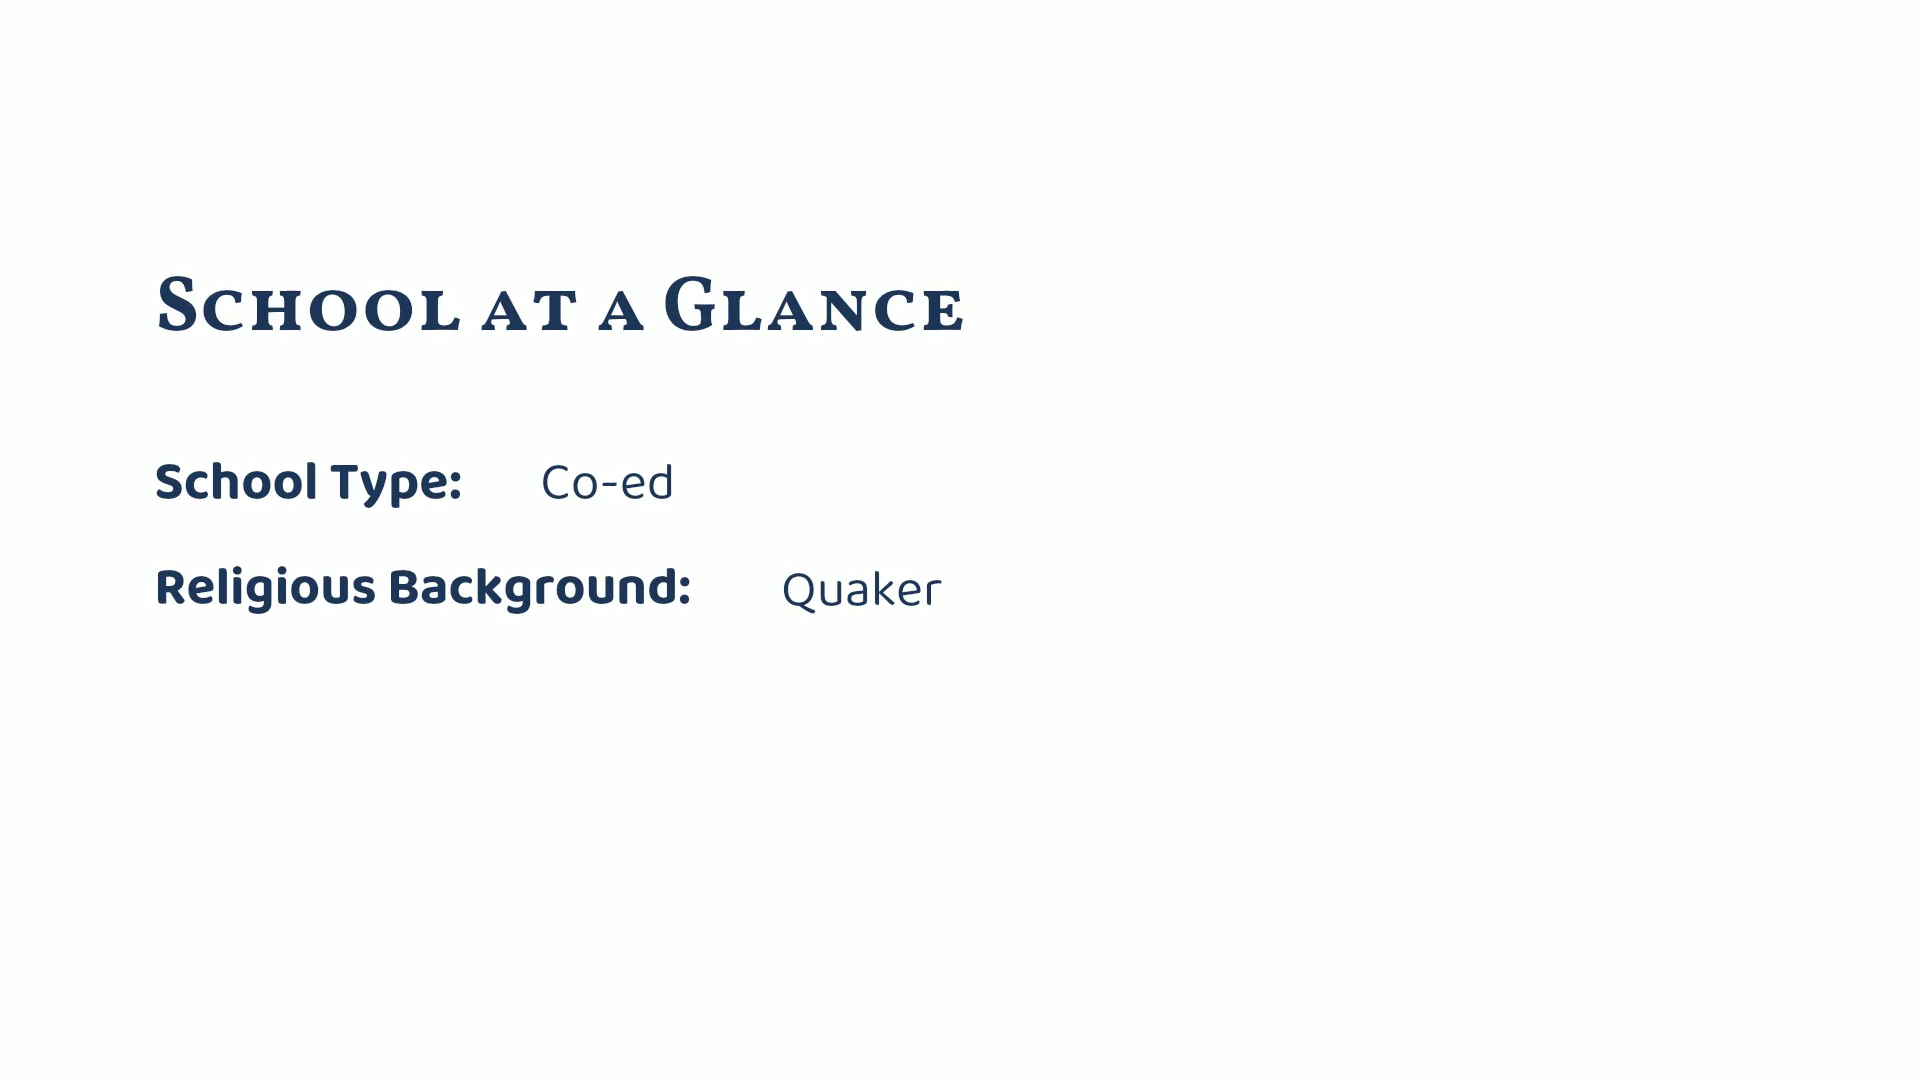 School at a Glance
School Type: Co-ed
Religious Background: Quaker